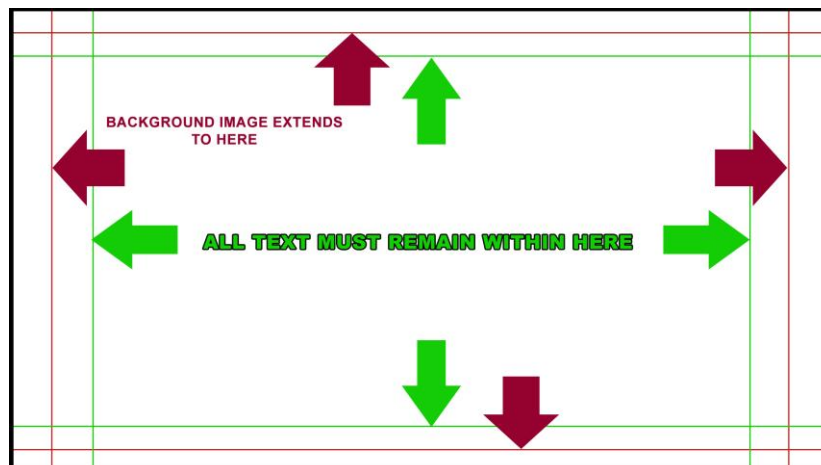 BACKGROUND IMAGE EXTENDS
TO HERE
ALL TEXT MUST REMAIN WITHIN HERE